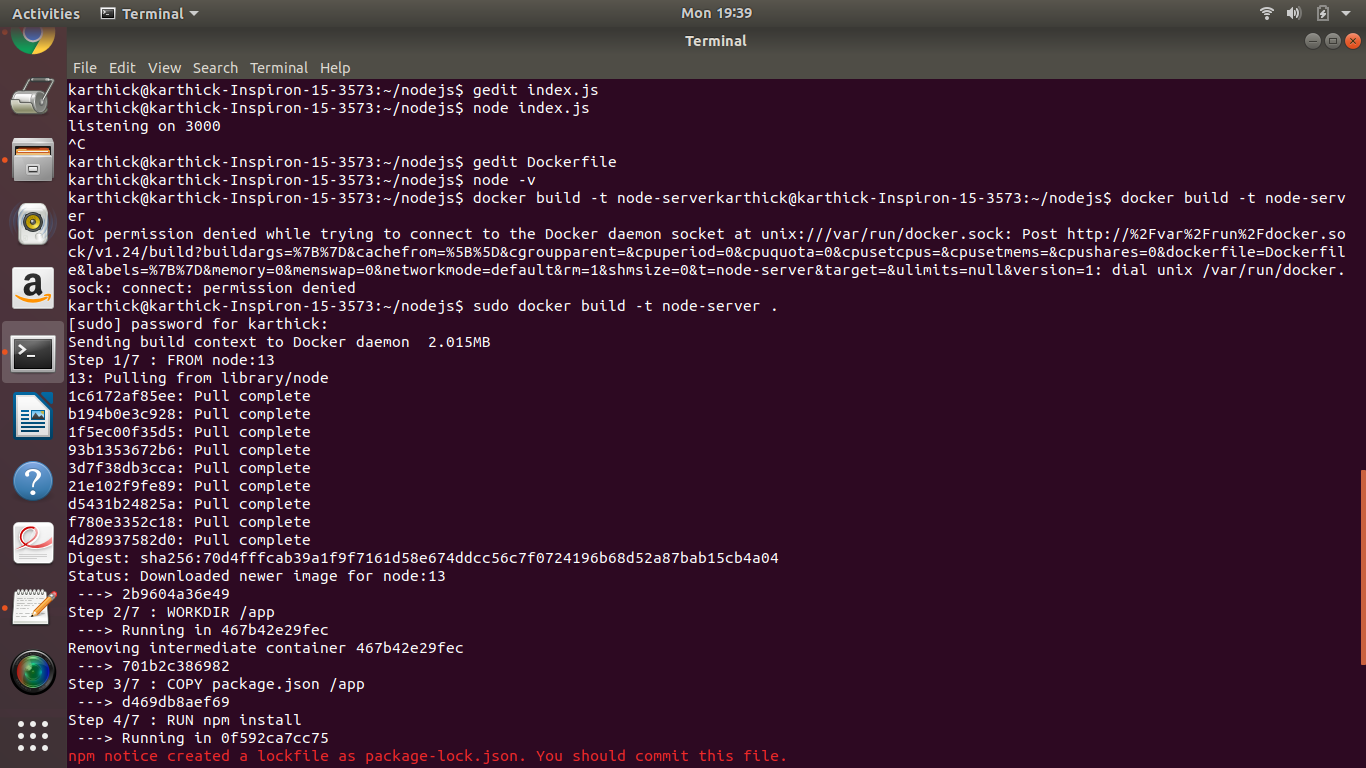 Activities
Terminal
Mon 19:39
Terminal
File Edit View Search Terminal Help
karthick@karthick-Inspiron-15-3573:~/nodejs$ gedit index.js
karthick@karthick-Inspiron-15-3573:~/nodejs$ node index.js
listening on 3000
^C
karthick@karthick-Inspiron-15-3573:~/nodejs$ gedit Dockerfile
karthick@karthick-Inspiron-15-3573:~/nodejs$ node -v
karthick@karthick-Inspiron-15-3573:~/nodejs$ docker build -t node-serverkarthick@karthick-Inspiron-15-3573:~/nodejs$ docker build -t node-serv
er .
Got permission denied while trying to connect to the Docker daemon socket at unix:///var/run/docker.sock: Post http://%2Fvar%2Frun%2Fdocker.so
ck/v1.24/build?buildargs=%7B%7D&cachefrom=%5B%5D&cgroupparent=&cpuperiod=0&cpuquota=0&cpusetcpus=&cpusetmems=&cpushares=0&dockerfile=Dockerfil
e&labels=%7B%7D&memory=0&memswap=0&networkmode=default&rm=1&shmsize=0&t=node-server&target=&ulimits=null&version=1: dial unix /var/run/docker.
sock: connect: permission denied
karthick@karthick-Inspiron-15-3573:~/nodejs$ sudo docker build -t node-server .
[sudo] password for karthick:
Sending build context to Docker daemon  2.015MB
Step 1/7 : FROM node:13
13: Pulling from library/node
1c6172af85ee: Pull complete
b194b0e3c928: Pull complete
1f5ec00f35d5: Pull complete
93b1353672b6: Pull complete
3d7f38db3cca: Pull complete
21e102f9fe89: Pull complete
d5431b24825a: Pull complete
f780e3352c18: Pull complete
4d28937582d0: Pull complete
Digest: sha256:70d4fffcab39a1f9f7161d58e674ddcc56c7f0724196b68d52a87bab15cb4a04
Status: Downloaded newer image for node:13
 ---> 2b9604a36e49
Step 2/7 : WORKDIR /app
 ---> Running in 467b42e29fec
Removing intermediate container 467b42e29fec
 ---> 701b2c386982
Step 3/7 : COPY package.json /app
 ---> d469db8aef69
Step 4/7 : RUN npm install
 ---> Running in 0f592ca7cc75
npm notice created a lockfile as package-lock.json. You should commit this file.